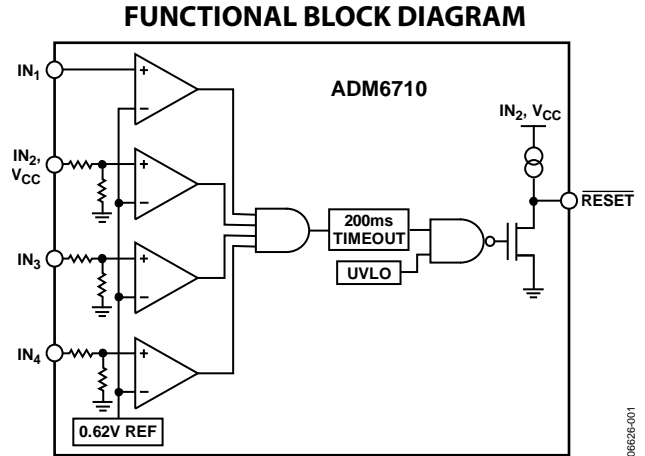 FUNCTIONAL BLOCK DIAGRAM
ADM6710
IN1
+
−
IN2, VCC
IN2,
VCC
+
−
RESET
200ms
TIMEOUT
UVLO
IN3
+
−
IN4
+
−
0.62V REF
06626-001